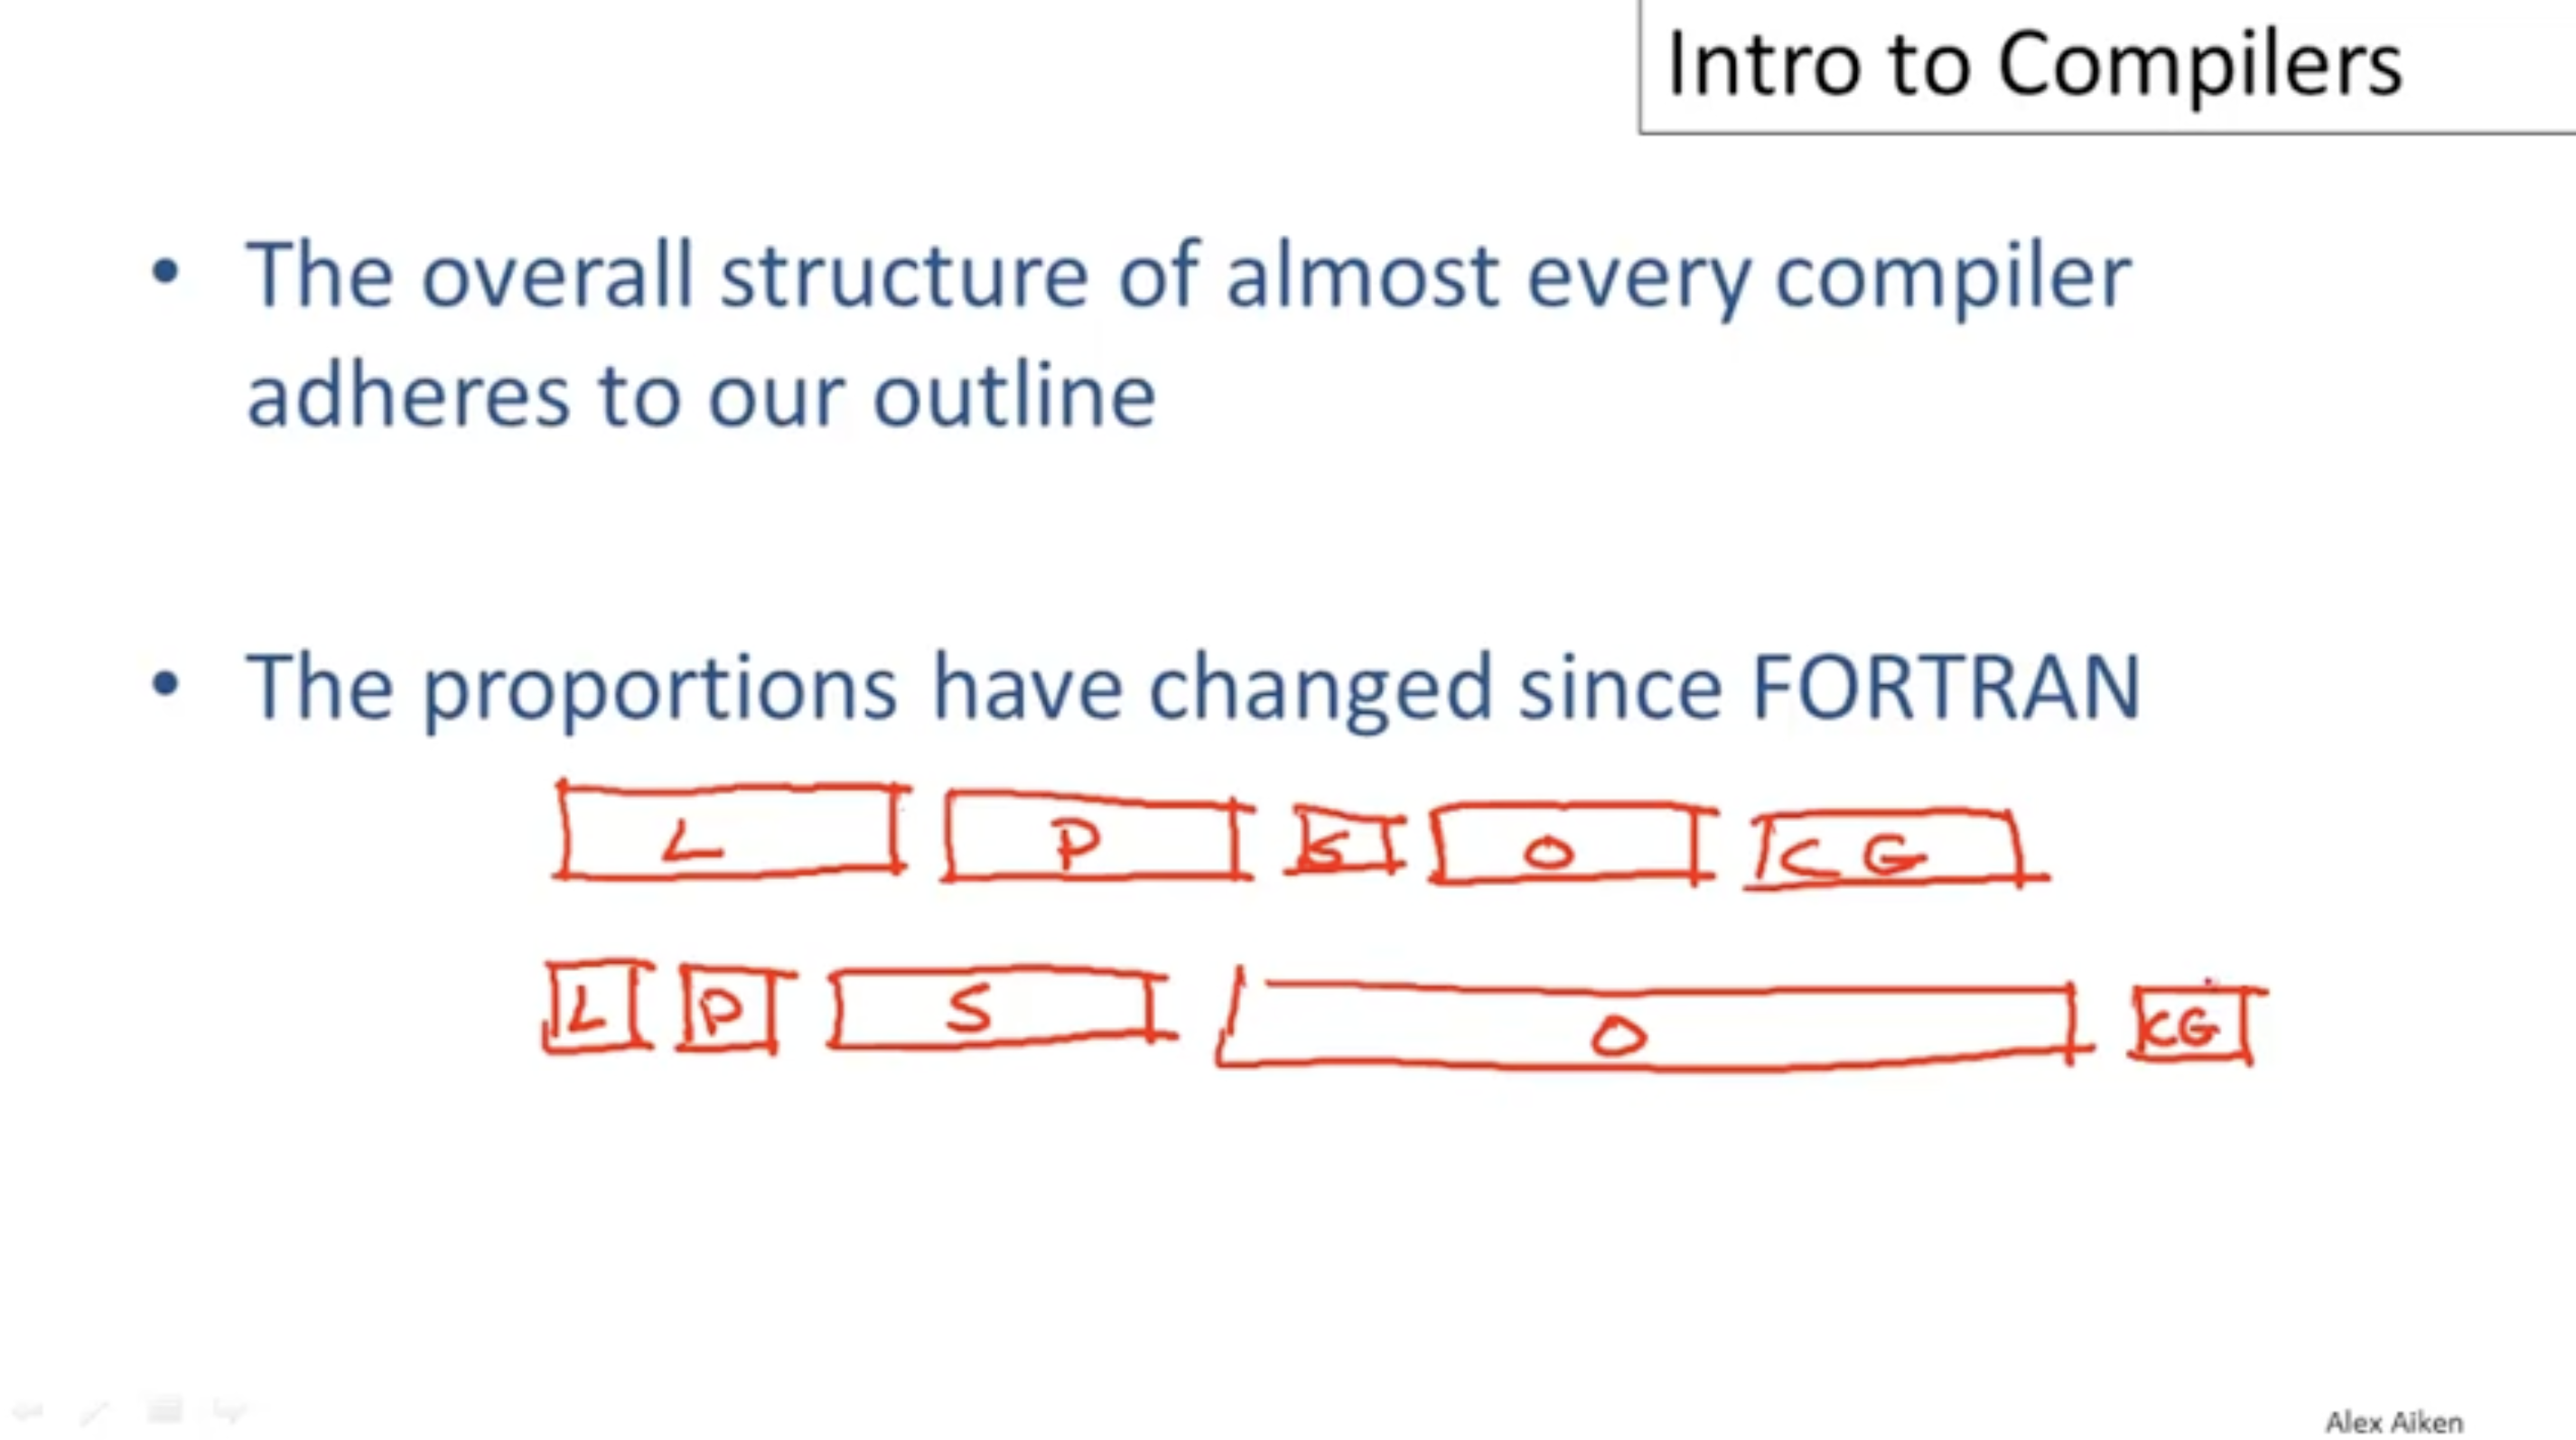 Intro to Compilers
• The overall structure of almost every compiler
adheres to our outline
• The proportions have changed since FORTRAN
L P S O CG
L P S O CG
Alex Aiken